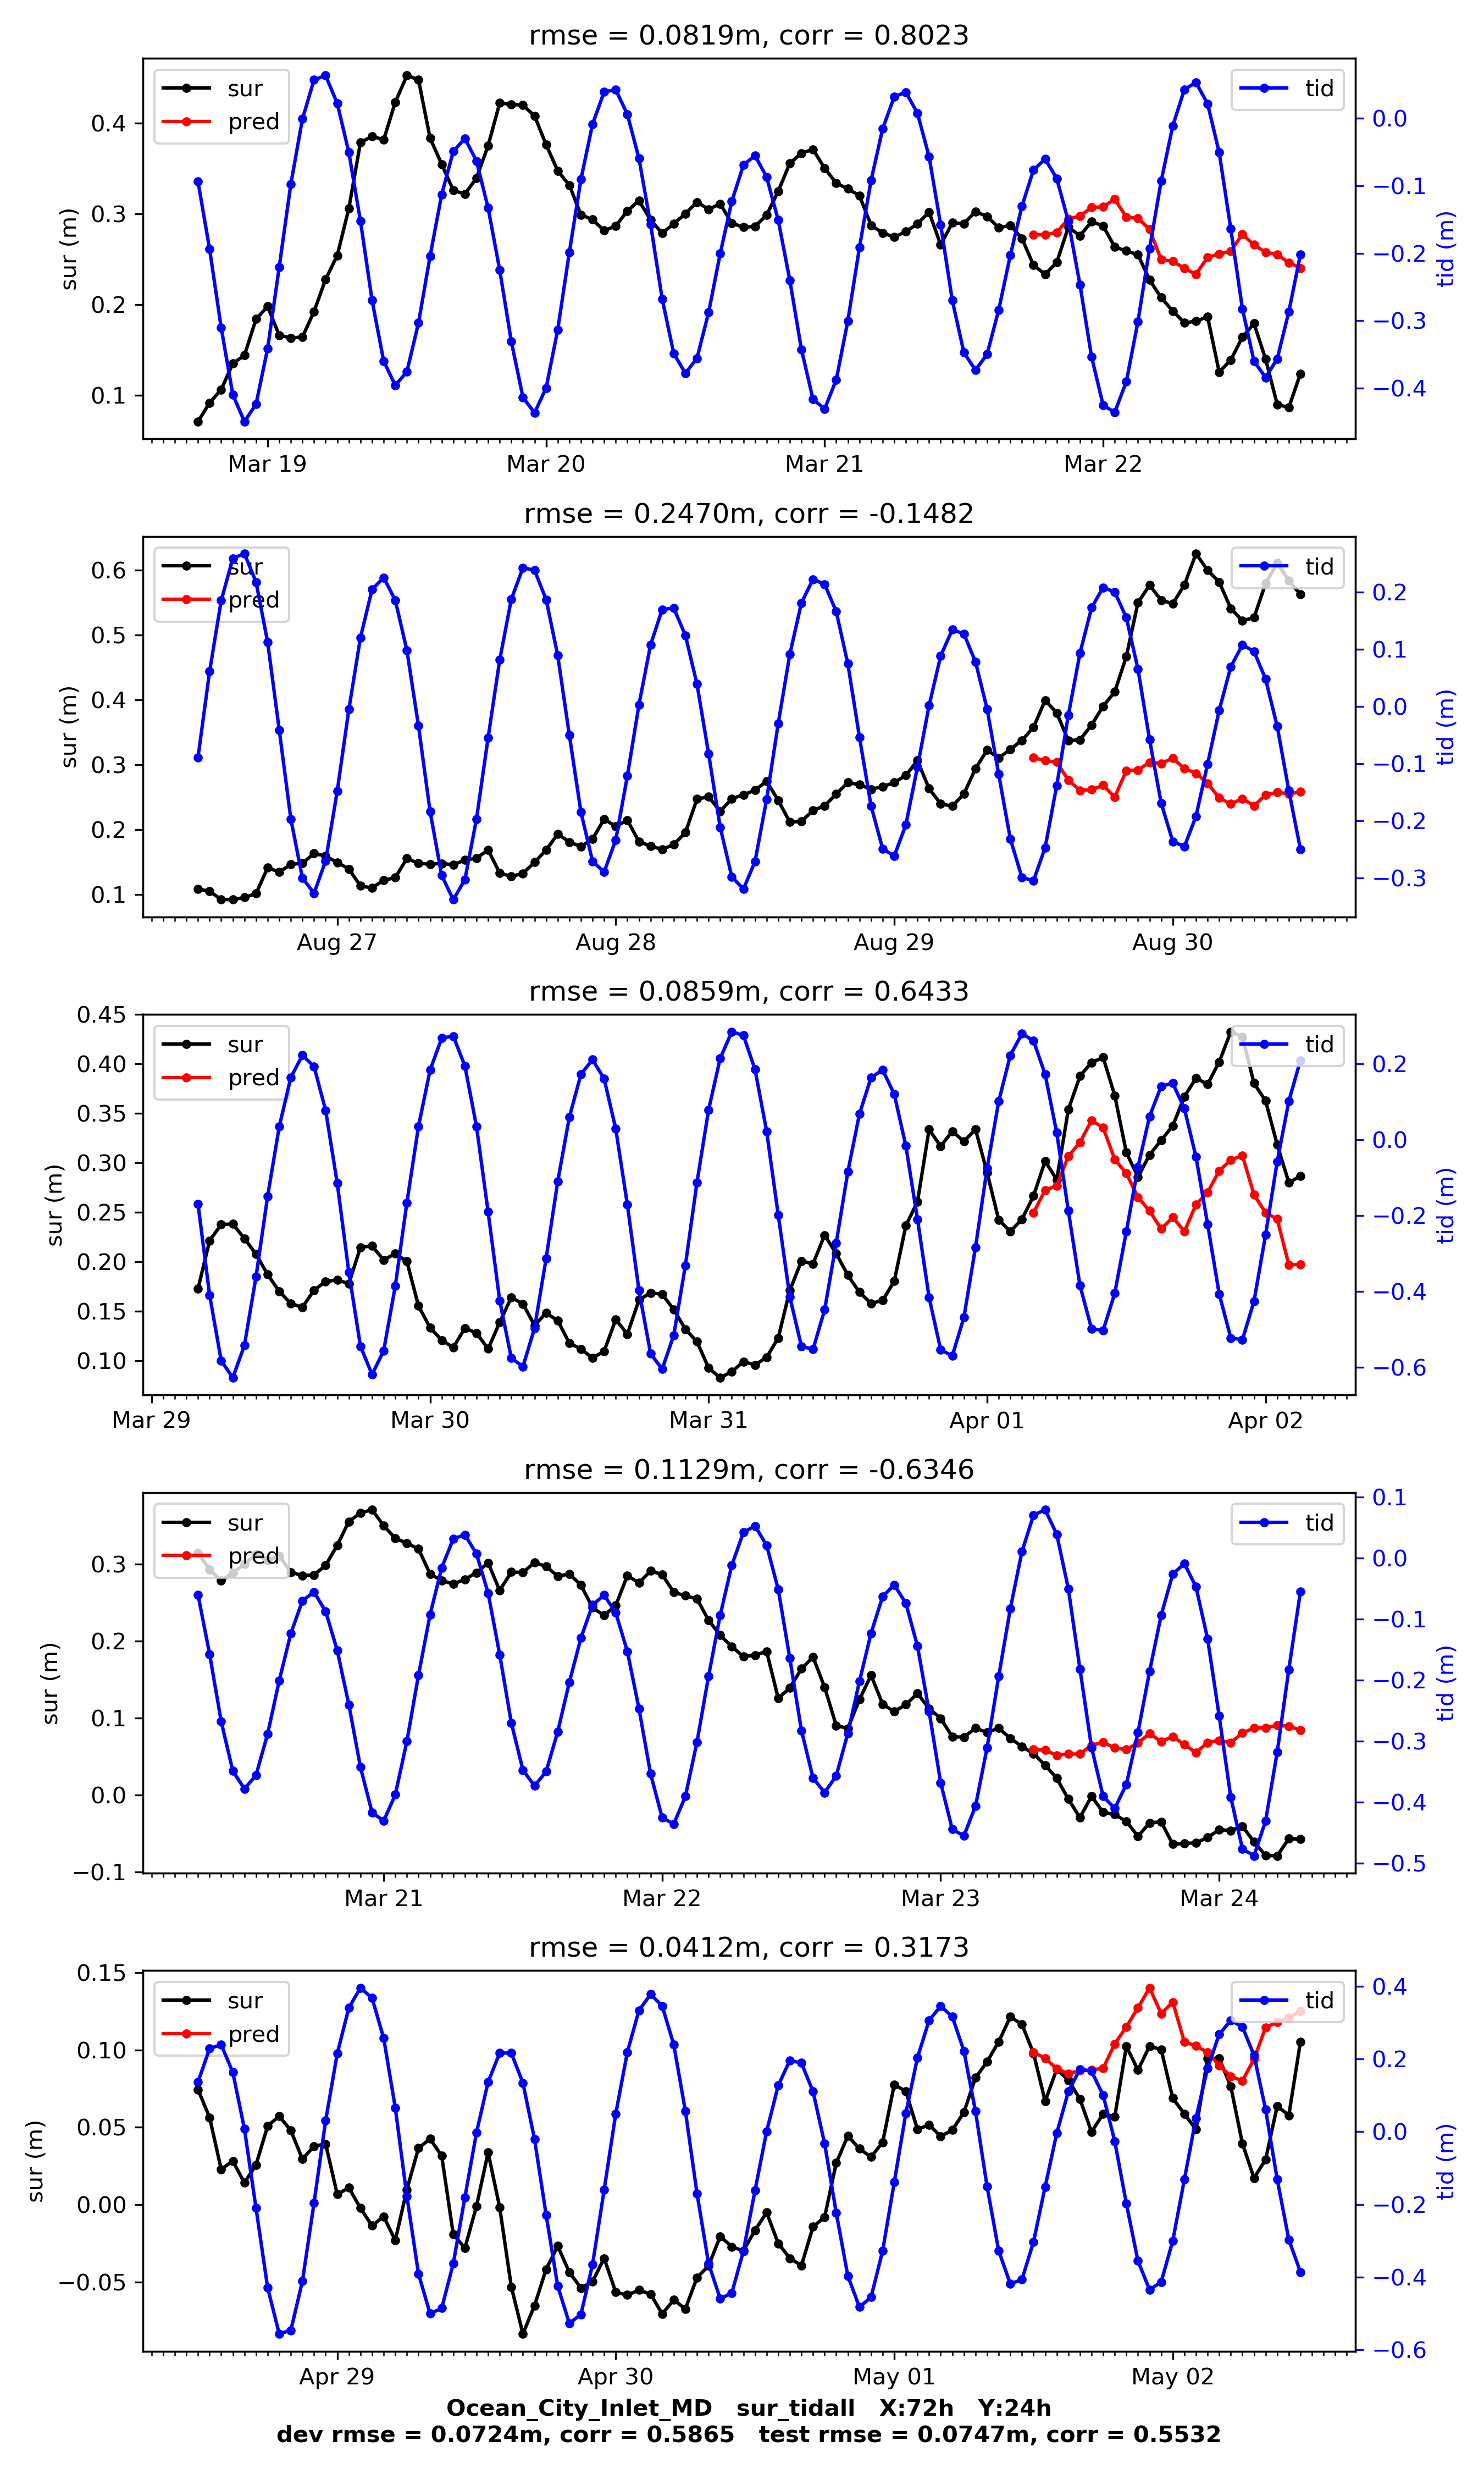 rmse = 0.0819m, corr = 0.8023
sur
pred
tid
0.4
0.3
0.2
0.1
sur (m)
0.0
−0.1
−0.2
−0.3
−0.4
tid (m)
Mar 19 Mar 20 Mar 21 Mar 22
rmse = 0.2470m, corr = -0.1482
sur
pred
tid
0.6
0.5
0.4
0.3
0.2
0.1
sur (m)
0.2
0.1
0.0
−0.1
−0.2
−0.3
tid (m)
Aug 27 Aug 28 Aug 29 Aug 30
rmse = 0.0859m, corr = 0.6433
sur
pred
tid
0.45
0.40
0.35
0.30
0.25
0.20
0.15
0.10
sur (m)
0.2
0.0
−0.2
−0.4
−0.6
tid (m)
Mar 29 Mar 30 Mar 31 Apr 01 Apr 02
rmse = 0.1129m, corr = -0.6346
sur
pred
tid
0.3
0.2
0.1
0.0
−0.1
sur (m)
0.1
0.0
−0.1
−0.2
−0.3
−0.4
−0.5
tid (m)
Mar 21 Mar 22 Mar 23 Mar 24
rmse = 0.0412m, corr = 0.3173
sur
pred
tid
0.15
0.10
0.05
0.00
−0.05
sur (m)
0.4
0.2
0.0
−0.2
−0.4
−0.6
tid (m)
Apr 29 Apr 30 May 01 May 02
Ocean_City_Inlet_MD sur_tidall X:72h Y:24h
dev rmse = 0.0724m, corr = 0.5865 test rmse = 0.0747m, corr = 0.5532